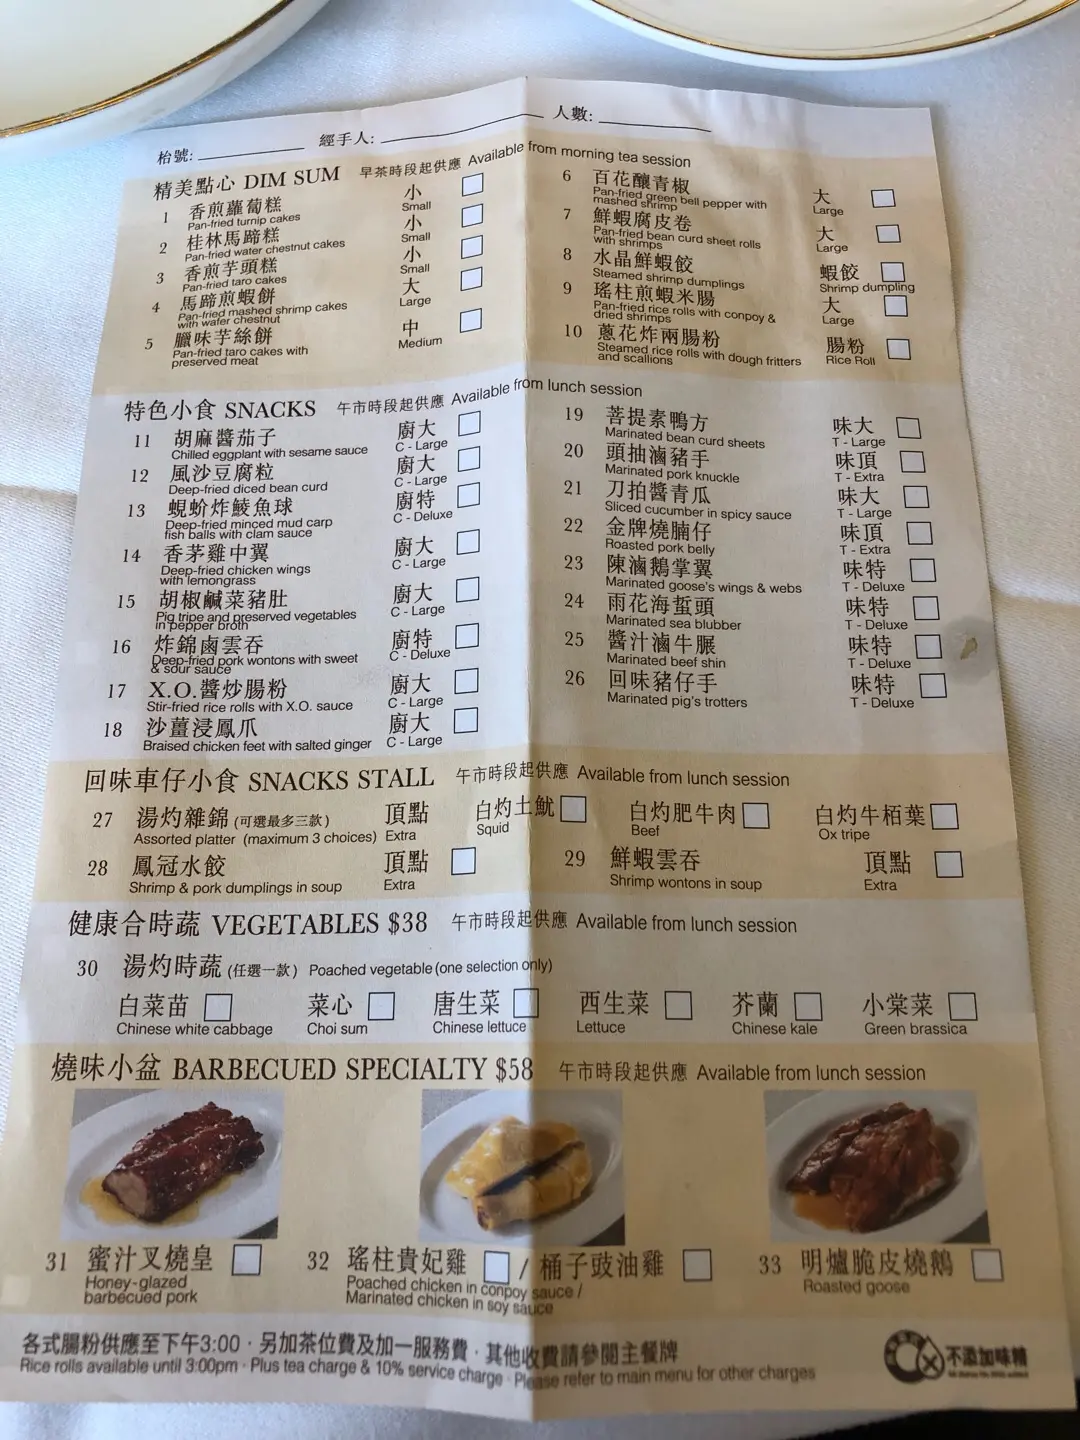 枱號: 經手人: 人數:
精美點心 DIM SUM 早茶時段起供應 Available from morning tea session
1 香煎蘿蔔糕 小
Pan-fried turnip cakes Small
2 桂林馬蹄糕 小
Pan-fried water chestnut cakes Small
3 香煎芋頭糕 小
Pan-fried taro cakes Small
4 馬蹄煎蝦餅 大
Pan-fried mashed shrimp cakes Large
with water chestnut
5 臘味芋絲餅 中
Pan-fried taro cakes with Medium
preserved meat
6 百花釀青椒 大
Pan-fried green bell pepper with Large
mashed shrimp
7 鮮蝦腐皮卷 大
Pan-fried bean curd sheet rolls Large
with shrimps
8 水晶鮮蝦餃 蝦餃
Steamed shrimp dumplings Shrimp dumpling
9 瑤柱煎蝦米腸 大
Pan-fried rice rolls with conpoy & Large
dried shrimps
10 蔥花炸兩腸粉 腸粉
Steamed rice rolls with dough fritters Rice Roll
and scallions
特色小食 SNACKS 午市時段起供應 Available from lunch session
11 胡麻醬茄子 廚大
Chilled eggplant with sesame sauce C - Large
12 風沙豆腐粒 廚大
Deep-fried diced bean curd C - Large
13 蜆蚧炸鯪魚球 廚特
Deep-fried minced mud carp C - Deluxe
fish balls with clam sauce
14 香茅雞中翼 廚大
Deep-fried chicken wings C - Large
with lemongrass
15 胡椒鹹菜豬肚 廚大
Pig tripe and preserved vegetables C - Large
in pepper broth
16 炸錦鹵雲吞 廚特
Deep-fried pork wontons with sweet C - Deluxe
& sour sauce
17 X.O.醬炒腸粉 廚大
Stir-fried rice rolls with X.O. sauce C - Large
18 沙薑浸鳳爪 廚大
Braised chicken feet with salted ginger C - Large
19 菩提素鴨方 味大
Marinated bean curd sheets T - Large
20 頭抽滷豬手 味頂
Marinated pork knuckle T - Extra
21 刀拍醬青瓜 味大
Sliced cucumber in spicy sauce T - Large
22 金牌燒腩仔 味頂
Roasted pork belly T - Extra
23 陳滷鵝掌翼 味特
Marinated goose's wings & webs T - Deluxe
24 雨花海蜇頭 味特
Marinated sea blubber T - Deluxe
25 醬汁滷牛𦟌 味特
Marinated beef shin T - Deluxe
26 回味豬仔手 味特
Marinated pig's trotters T - Deluxe
回味車仔小食 SNACKS STALL 午市時段起供應 Available from lunch session
27 湯灼雜錦 (可選最多三款) 頂點 白灼土魷 白灼肥牛肉 白灼牛栢葉
Assorted platter (maximum 3 choices) Extra Squid Beef Ox tripe
28 鳳冠水餃 頂點 29 鮮蝦雲吞 頂點
Shrimp & pork dumplings in soup Extra Shrimp wontons in soup Extra
健康合時蔬 VEGETABLES $38 午市時段起供應 Available from lunch session
30 湯灼時蔬 (任選一款) Poached vegetable (one selection only)
白菜苗 菜心 唐生菜 西生菜 芥蘭 小棠菜
Chinese white cabbage Choi sum Chinese lettuce Lettuce Chinese kale Green brassica
燒味小盆 BARBECUED SPECIALTY $58 午市時段起供應 Available from lunch session
31 蜜汁叉燒皇 32 瑤柱貴妃雞 / 桶子豉油雞 33 明爐脆皮燒鵝
Honey-glazed Poached chicken in conpoy sauce / Roasted goose
barbecued pork Marinated chicken in soy sauce
各式腸粉供應至下午3:00 · 另加茶位費及加一服務費 · 其他收費請參閱主餐牌
Rice rolls available until 3:00pm · Plus tea charge & 10% service charge · Please refer to main menu for other charges
不添加味精